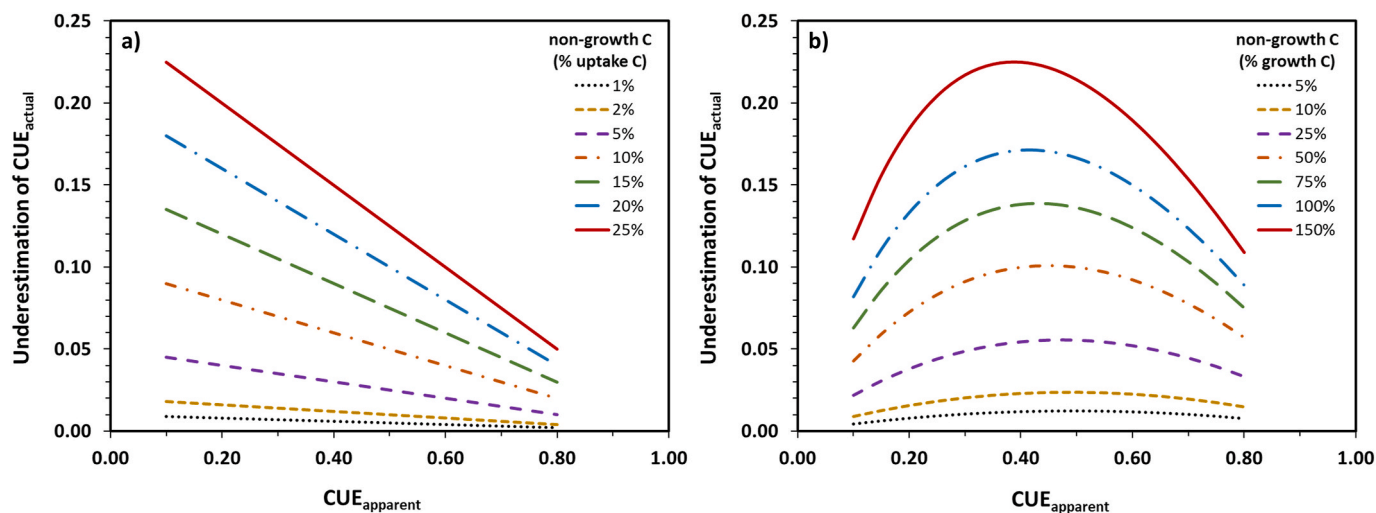 a)
non-growth C
(% uptake C)
1%
2%
5%
10%
15%
20%
25%
0.25
0.20
0.15
0.10
0.05
0.00
Underestimation of CUEactual
0.00 0.20 0.40 0.60 0.80 1.00
CUEapparent
b)
non-growth C
(% growth C)
5%
10%
25%
50%
75%
100%
150%
0.25
0.20
0.15
0.10
0.05
0.00
Underestimation of CUEactual
0.00 0.20 0.40 0.60 0.80 1.00
CUEapparent